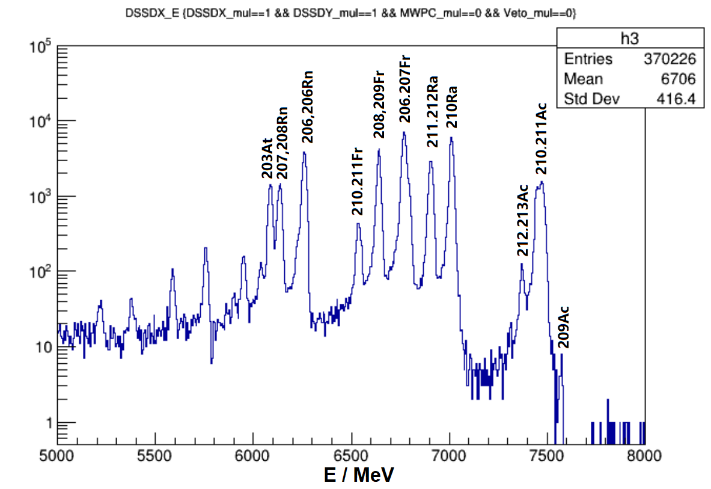 DSSDX_E {DSSDX_mul==1 && DSSDY_mul==1 && MWPC_mul==0 && Veto_mul==0}
h3
Entries 370226
Mean 6706
Std Dev 416.4
10^5
10^4
10^3
10^2
10
1
203At
207,208Rn
206,206Rn
210.211Fr
208,209Fr
206.207Fr
211.212Ra
210Ra
212.213Ac
210.211Ac
209Ac
5000 5500 6000 6500 7000 7500 8000
E / MeV